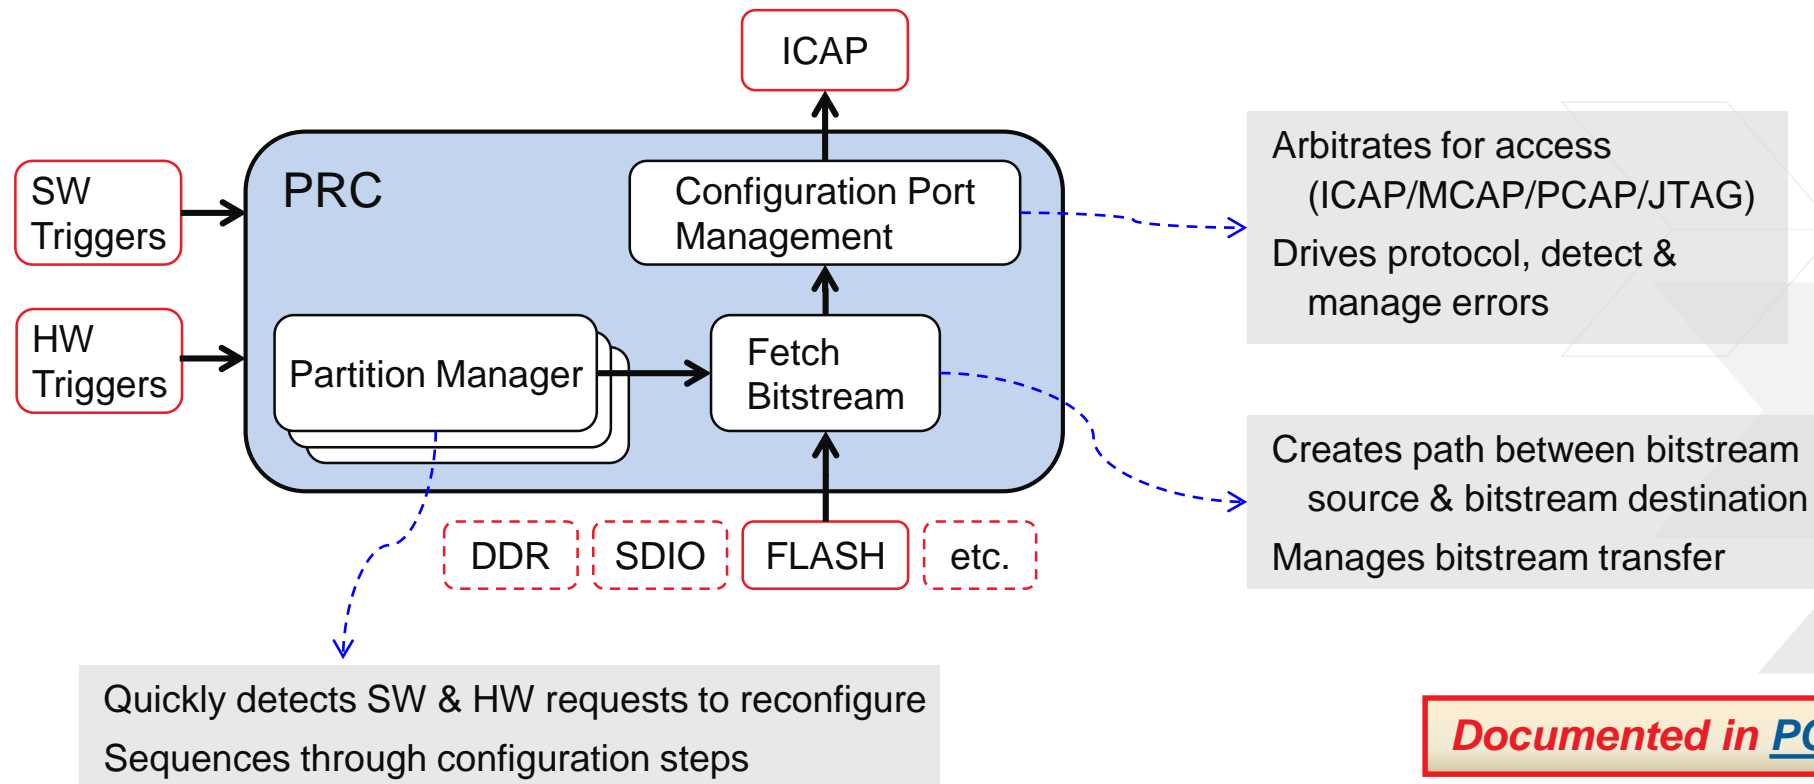 ICAP
PRC
SW
Triggers
HW
Triggers
Configuration Port
Management
Partition Manager
Fetch
Bitstream
DDR
SDIO
FLASH
etc.
Arbitrates for access
(ICAP/MCAP/PCAP/JTAG)
Drives protocol, detect &
manage errors
Creates path between bitstream
source & bitstream destination
Manages bitstream transfer
Quickly detects SW & HW requests to reconfigure
Sequences through configuration steps
Documented in